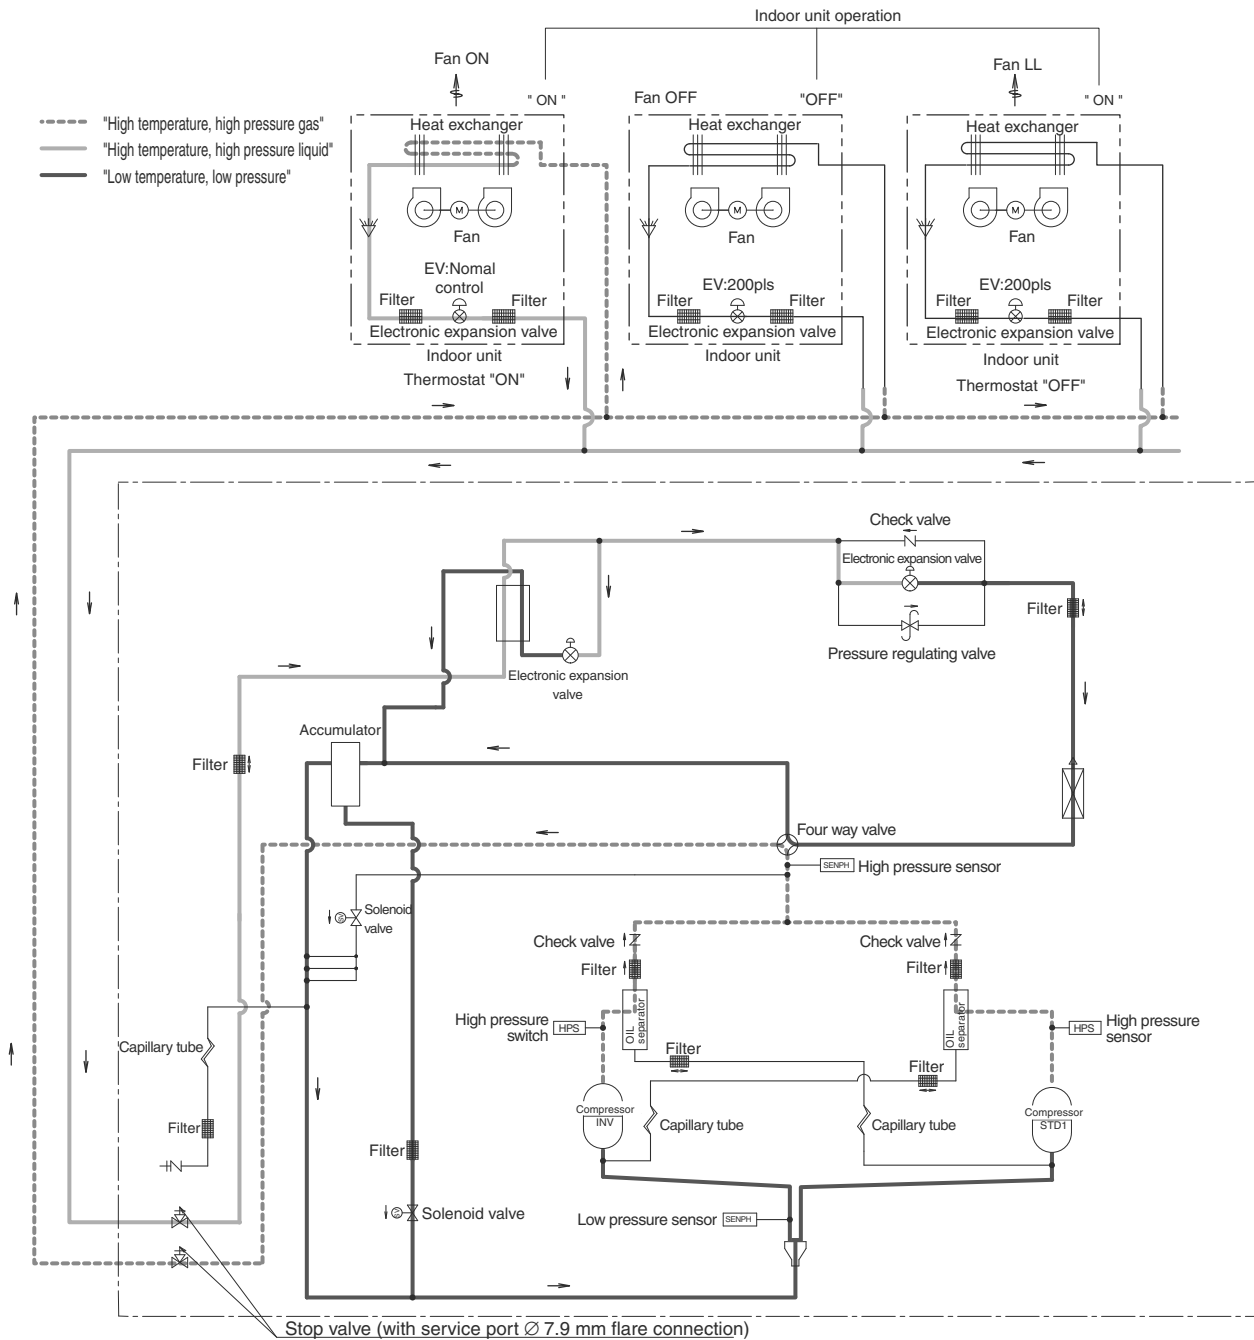 Indoor unit operation
Fan ON
" ON "
Fan OFF
"OFF"
Fan LL
" ON "
"High temperature, high pressure gas"
"High temperature, high pressure liquid"
"Low temperature, low pressure"
Heat exchanger
Heat exchanger
Heat exchanger
M
M
M
Fan
Fan
Fan
EV:Nomal
control
EV:200pls
EV:200pls
Filter
Filter
Filter
Filter
Filter
Filter
Electronic expansion valve
Electronic expansion valve
Electronic expansion valve
Indoor unit
Indoor unit
Indoor unit
Thermostat "ON"
Thermostat "OFF"
Check valve
Electronic expansion valve
Filter
Pressure regulating valve
Electronic expansion
valve
Accumulator
Filter
Four way valve
SENPH
High pressure sensor
Solenoid
valve
Check valve
Check valve
Filter
Filter
OIL
separator
OIL
separator
High pressure
switch
HPS
HPS
High pressure
sensor
Capillary tube
Filter
Filter
Compressor
INV
Capillary tube
Capillary tube
Compressor
STD1
Filter
Filter
Solenoid valve
Low pressure sensor
SENPH
Stop valve (with service port ∅ 7.9 mm flare connection)